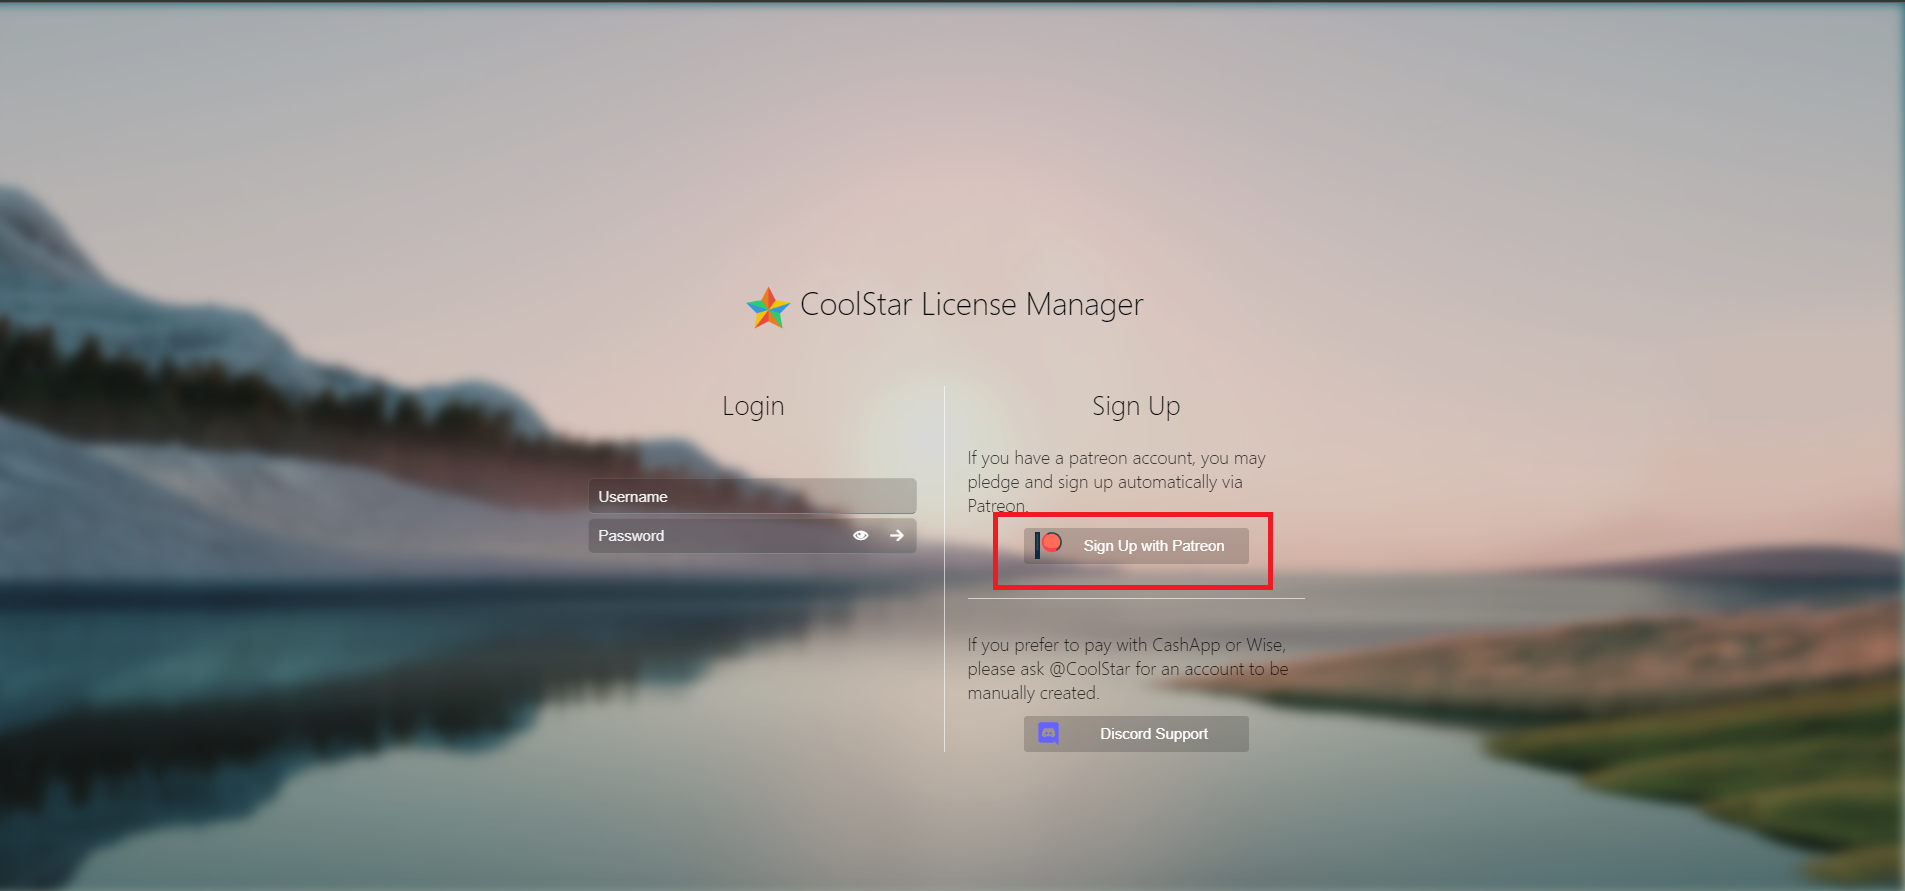 CoolStar License Manager
Login
Username
Password
Sign Up
If you have a patreon account, you may
pledge and sign up automatically via
Patreon.
Sign Up with Patreon
If you prefer to pay with CashApp or Wise,
please ask @CoolStar for an account to be
manually created.
Discord Support